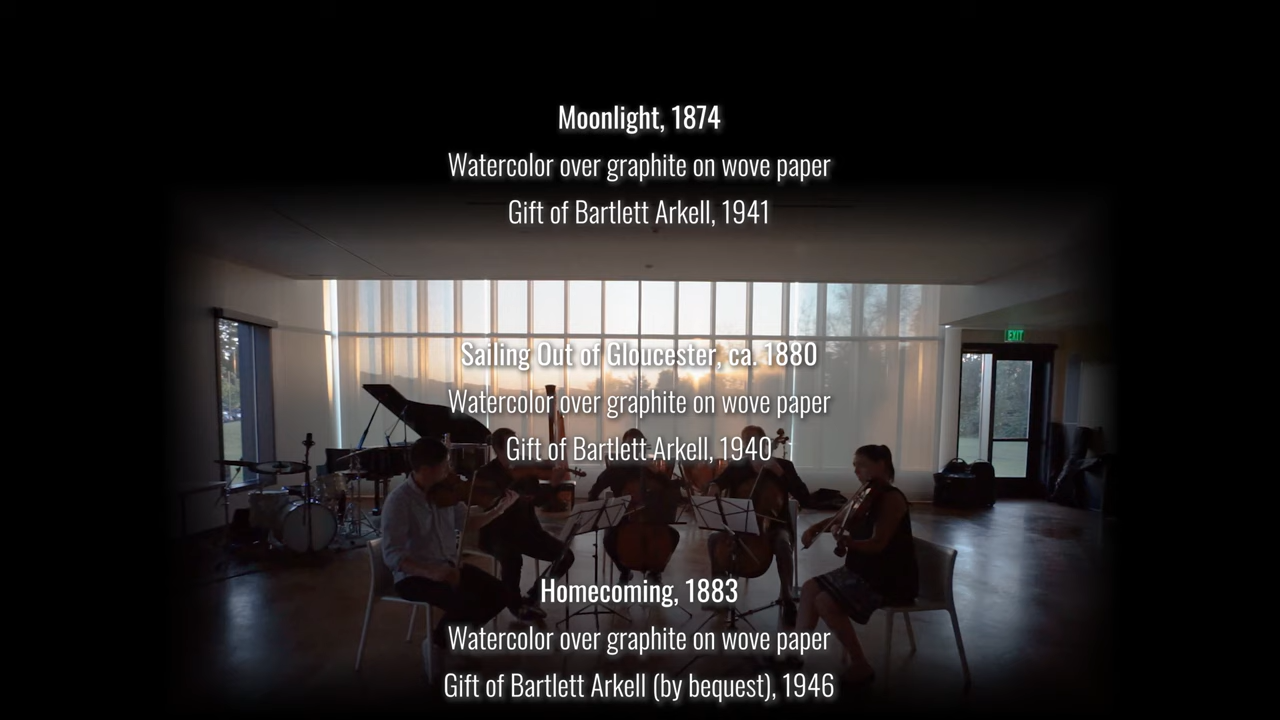 Moonlight, 1874
Watercolor over graphite on wove paper
Gift of Bartlett Arkell, 1941
EXIT
Sailing Out of Gloucester, ca. 1880
Watercolor over graphite on wove paper
Gift of Bartlett Arkell, 1940
Homecoming, 1883
Watercolor over graphite on wove paper
Gift of Bartlett Arkell (by bequest), 1946